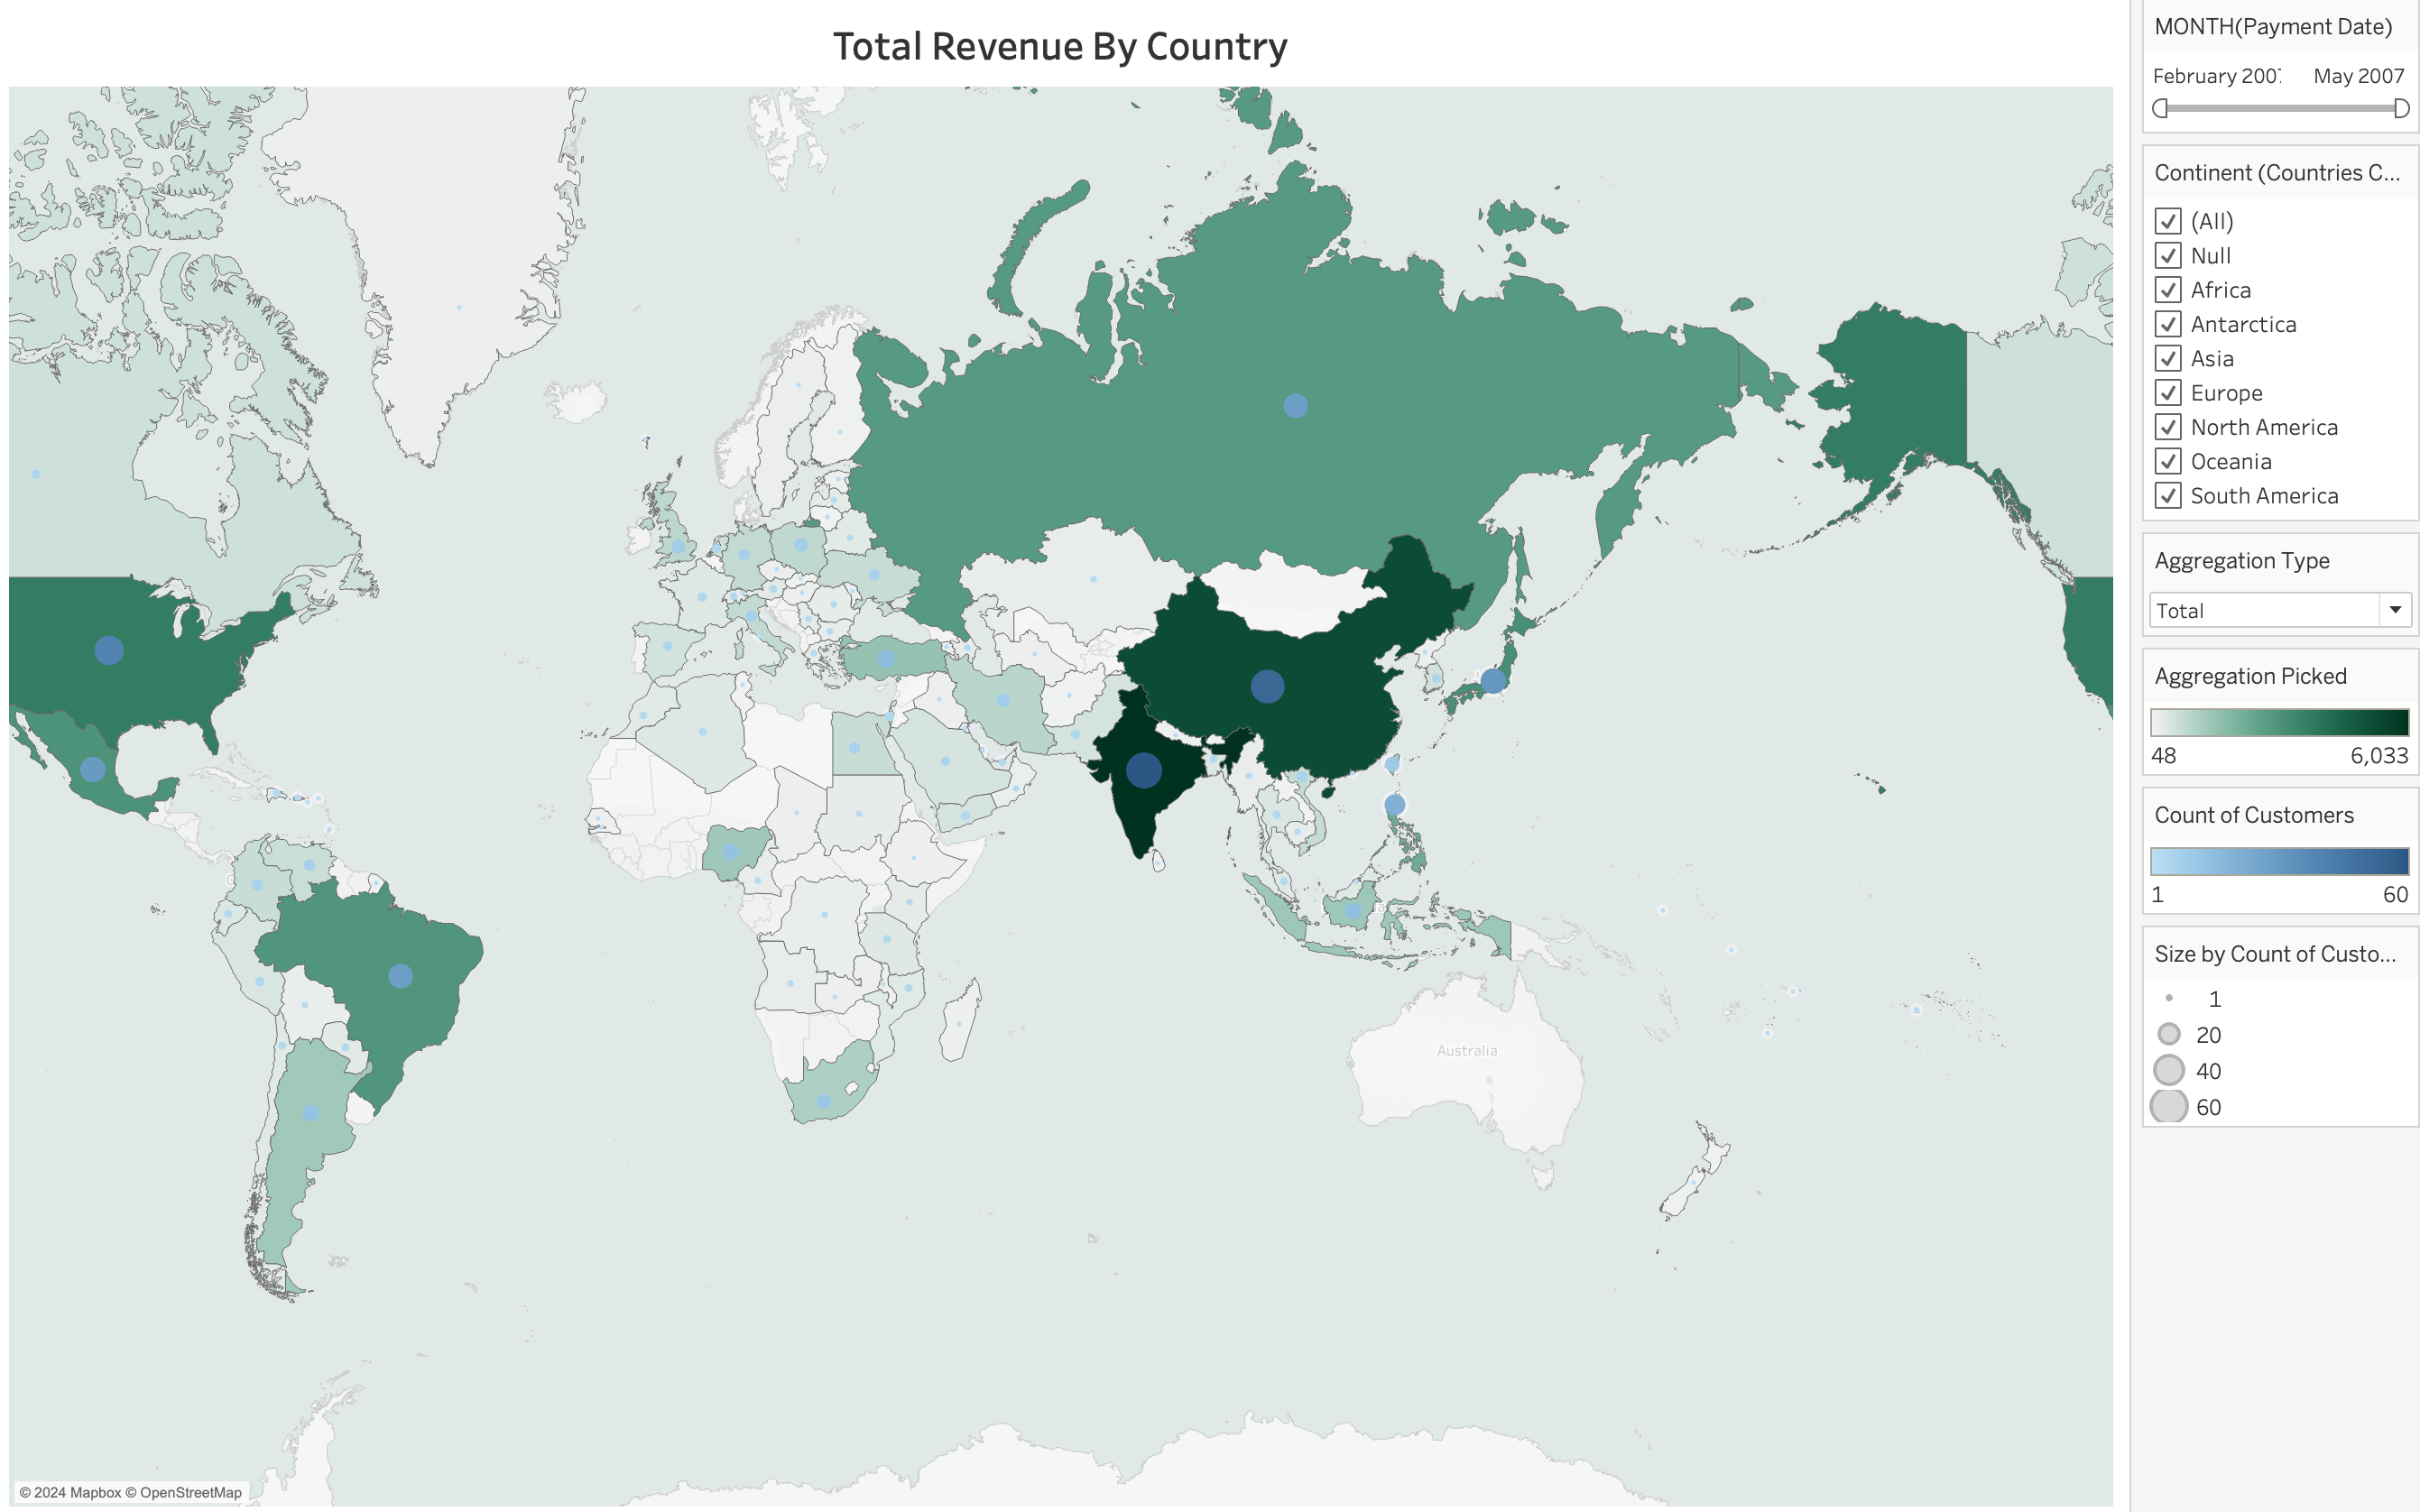 Total Revenue By Country
Australia
© 2024 Mapbox © OpenStreetMap
MONTH(Payment Date)
February 200
May 2007
Continent (Countries C...
(All)
Null
Africa
Antarctica
Asia
Europe
North America
Oceania
South America
Aggregation Type
Total
Aggregation Picked
48
6,033
Count of Customers
1
60
Size by Count of Custo...
1
20
40
60